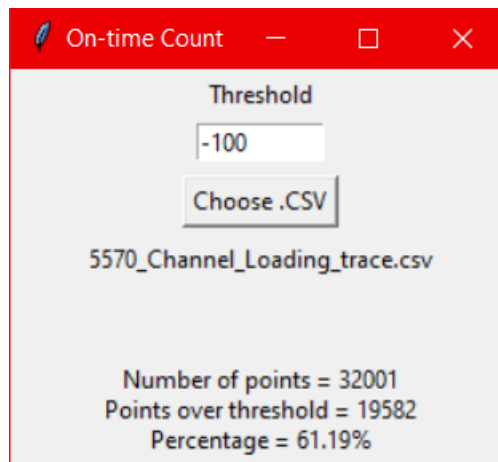 On-time Count
Threshold
-100
Choose .CSV
5570_Channel_Loading_trace.csv
Number of points = 32001
Points over threshold = 19582
Percentage = 61.19%